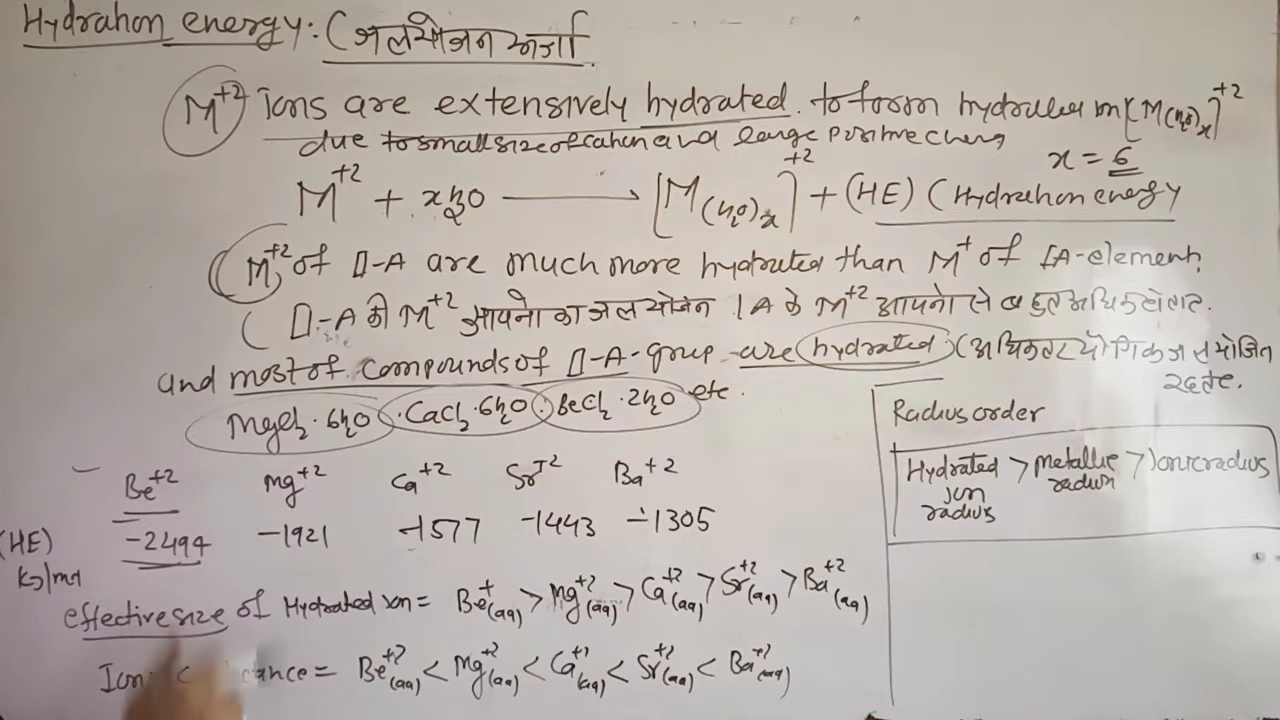 Hydration energy: (जलयोजन ऊर्जा
M+2 ions are extensively hydrated. to form hydrated ion [M(H2O)x]+2
due to small size of cation and large positive charge
x = 6
M+2 + xH2O → [M(H2O)x]+2 + (HE) (Hydration energy
M+2 of II-A are much more hydrated than M+ of IA-element.
( II-A के M+2 आयनो का जलयोजन IA के M+2 आयनो से बहुत अधिक होता है.
and most of compounds of II-A-group are hydrated (अधिकतर यौगिक जलयोजित
रहते है.
MgCl2·6H2O, CaCl2·6H2O, BeCl2·2H2O etc.
Radius order
Hydrated ion radius > Metallic radius > Ionic radius
Be+2 Mg+2 Ca+2 Sr+2 Ba+2
(HE) -2494 -1921 -1577 -1443 -1305
KJ/mol
effective size of Hydrated ion = Be+(aq) > Mg+2(aq) > Ca+2(aq) > Sr+2(aq) > Ba+2(aq)
Be+2(aq) < Mg+2(aq) < Ca+2(aq) < Sr+2(aq) < Ba+2(aq)